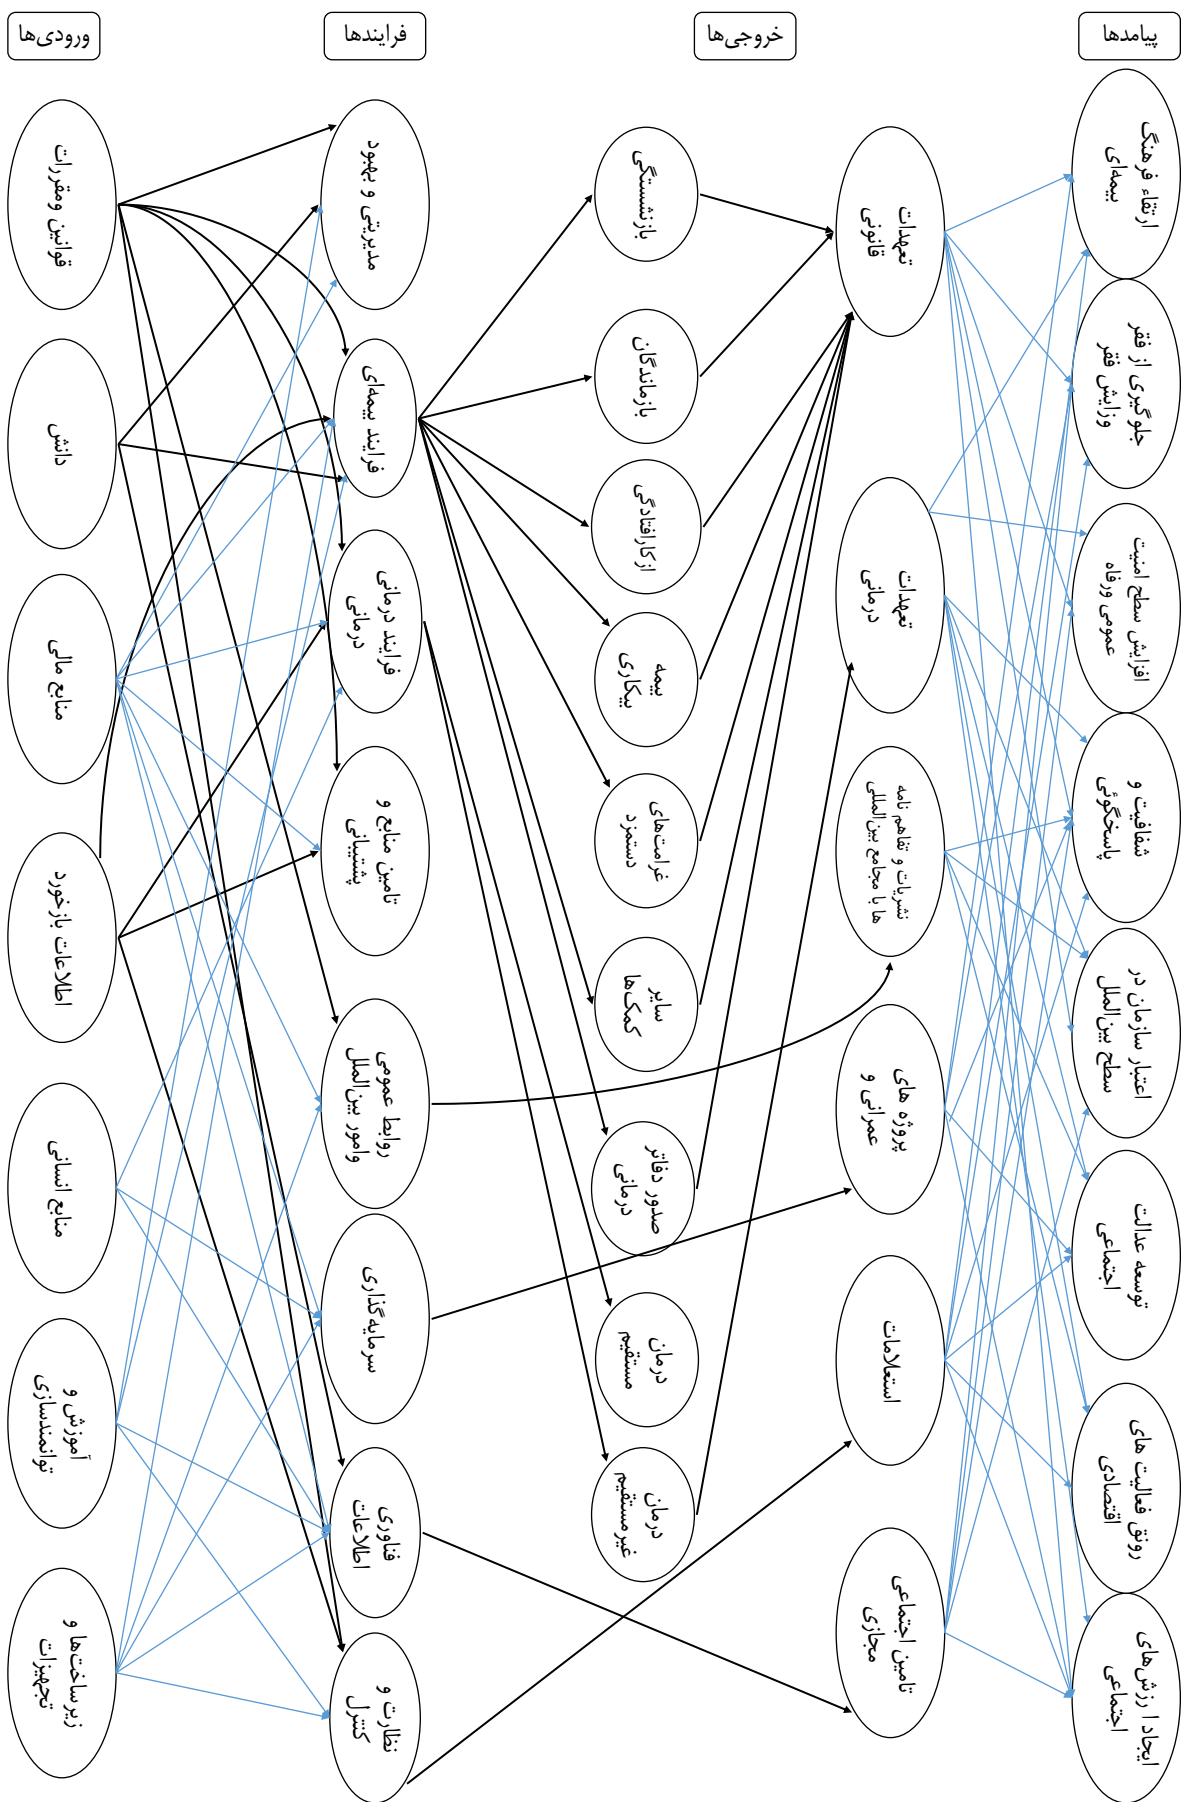 ورودی‌ها
فرایندها
خروجی‌ها
پیامدها
قوانین ومقررات
دانش
منابع مالی
اطلاعات بازخورد
منابع انسانی
آموزش و
توانمندسازی
زیرساخت‌ها و
تجهیزات
مدیریتی و بهبود
فرایند بیمه‌ای
فرایند درمانی
درمانی
تامین منابع و
پشتیبانی
روابط عمومی
وامور بین‌الملل
سرمایه‌گذاری
فناوری
اطلاعات
نظارت و
کنترل
بازنشستگی
بازماندگان
ازکارافتادگی
بیمه
بیکاری
غرامت‌های
دستمزد
سایر
کمک‌ها
صدور دفاتر
درمانی
درمان
مستقیم
درمان
غیرمستقیم
تعهدات
قانونی
تعهدات
درمانی
نشریات و تفاهم نامه
ها با مجامع بین‌المللی
پروژه های
عمرانی و
استعلامات
تامین اجتماعی
مجازی
ارتقاء فرهنگ
بیمه‌ای
جلوگیری از فقر
وزایش فقر
افزایش سطح امنیت
عمومی ورفاه
شفافیت و
پاسخگوئی
اعتبار سازمان در
سطح بین‌الملل
توسعه عدالت
اجتماعی
رونق فعالیت های
اقتصادی
ایجاد ا رزش‌های
اجتماعی